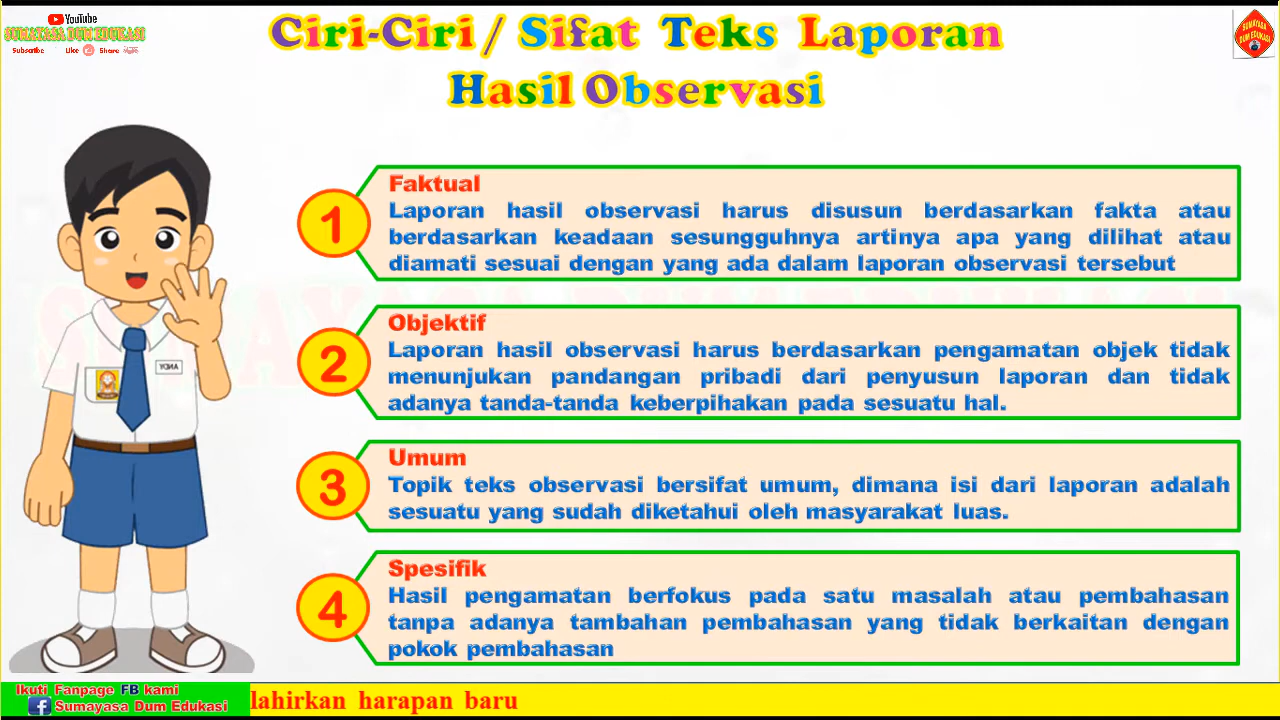 YouTube
SUMAYASA DUM EDUKASI
Subscribe Like Share
Ciri-Ciri / Sifat Teks Laporan
Hasil Observasi
SUMAYASA
DUM EDUKASI
ANDY
1
Faktual
Laporan hasil observasi harus disusun berdasarkan fakta atau
berdasarkan keadaan sesungguhnya artinya apa yang dilihat atau
diamati sesuai dengan yang ada dalam laporan observasi tersebut
2
Objektif
Laporan hasil observasi harus berdasarkan pengamatan objek tidak
menunjukan pandangan pribadi dari penyusun laporan dan tidak
adanya tanda-tanda keberpihakan pada sesuatu hal.
3
Umum
Topik teks observasi bersifat umum, dimana isi dari laporan adalah
sesuatu yang sudah diketahui oleh masyarakat luas.
4
Spesifik
Hasil pengamatan berfokus pada satu masalah atau pembahasan
tanpa adanya tambahan pembahasan yang tidak berkaitan dengan
pokok pembahasan
Ikuti Fanpage FB kami
Sumayasa Dum Edukasi
lahirkan harapan baru